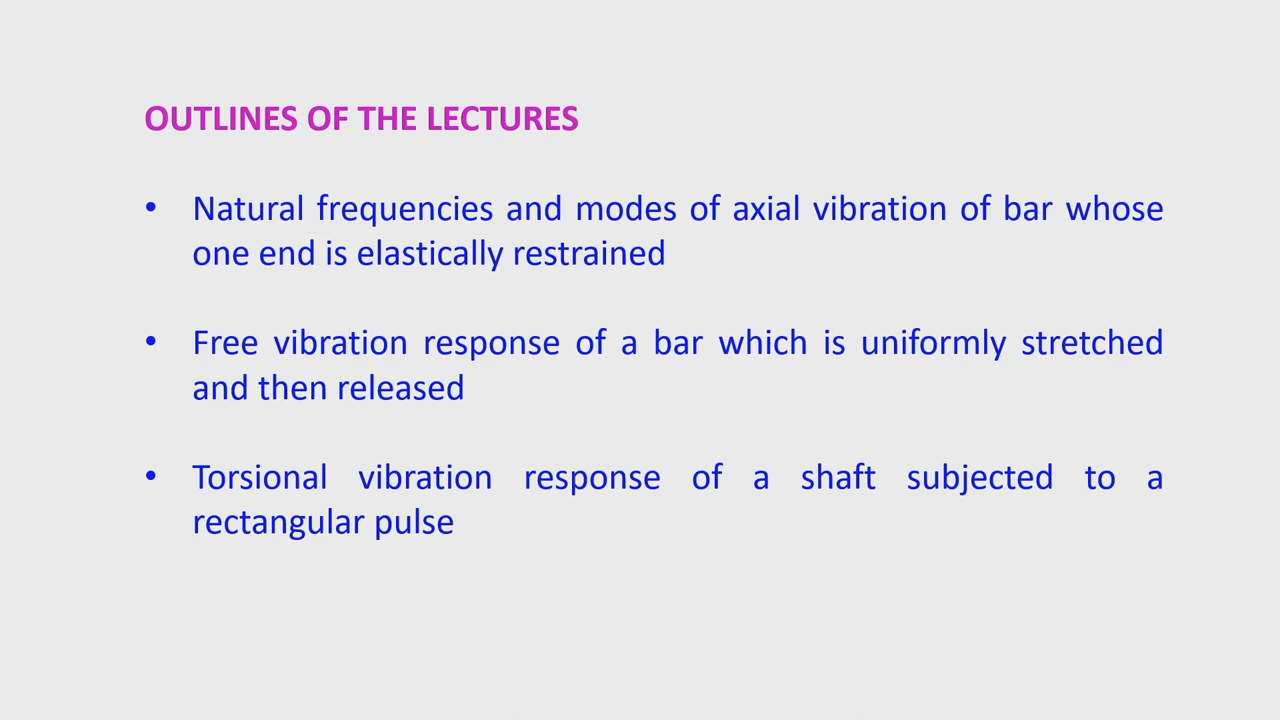 OUTLINES OF THE LECTURES
• Natural frequencies and modes of axial vibration of bar whose
one end is elastically restrained
• Free vibration response of a bar which is uniformly stretched
and then released
• Torsional vibration response of a shaft subjected to a
rectangular pulse